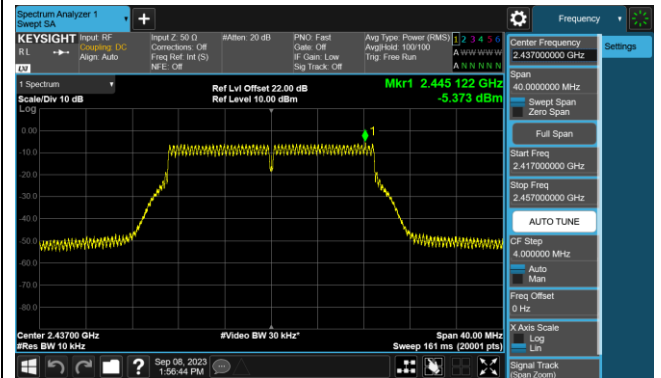 Spectrum Analyzer 1
Swept SA
+
Frequency
KEYSIGHT
RL
LXI
Input: RF
Coupling: DC
Align: Auto
Input Z: 50 Ω
Corrections: Off
Freq Ref: Int (S)
NFE: Off
#Atten: 20 dB
PNO: Fast
Gate: Off
IF Gain: Low
Sig Track: Off
Avg Type: Power (RMS)
Avg|Hold: 100/100
Trig: Free Run
1 2 3 4 5 6
A W W W W W
A N N N N N
1 Spectrum
Scale/Div 10 dB
Log
Ref Lvl Offset 22.00 dB
Ref Level 10.00 dBm
Mkr1 2.445 122 GHz
-5.373 dBm
1
0.00
-10.0
-20.0
-30.0
-40.0
-50.0
-60.0
-70.0
-80.0
Center 2.43700 GHz
#Res BW 10 kHz
#Video BW 30 kHz*
Span 40.00 MHz
Sweep 161 ms (20001 pts)
Center Frequency
2.437000000 GHz
Settings
Span
40.0000000 MHz
Swept Span
Zero Span
Full Span
Start Freq
2.417000000 GHz
Stop Freq
2.457000000 GHz
AUTO TUNE
CF Step
4.000000 MHz
Auto
Man
Freq Offset
0 Hz
X Axis Scale
Log
Lin
Signal Track
(Span Zoom)
?
Sep 08, 2023
1:56:44 PM